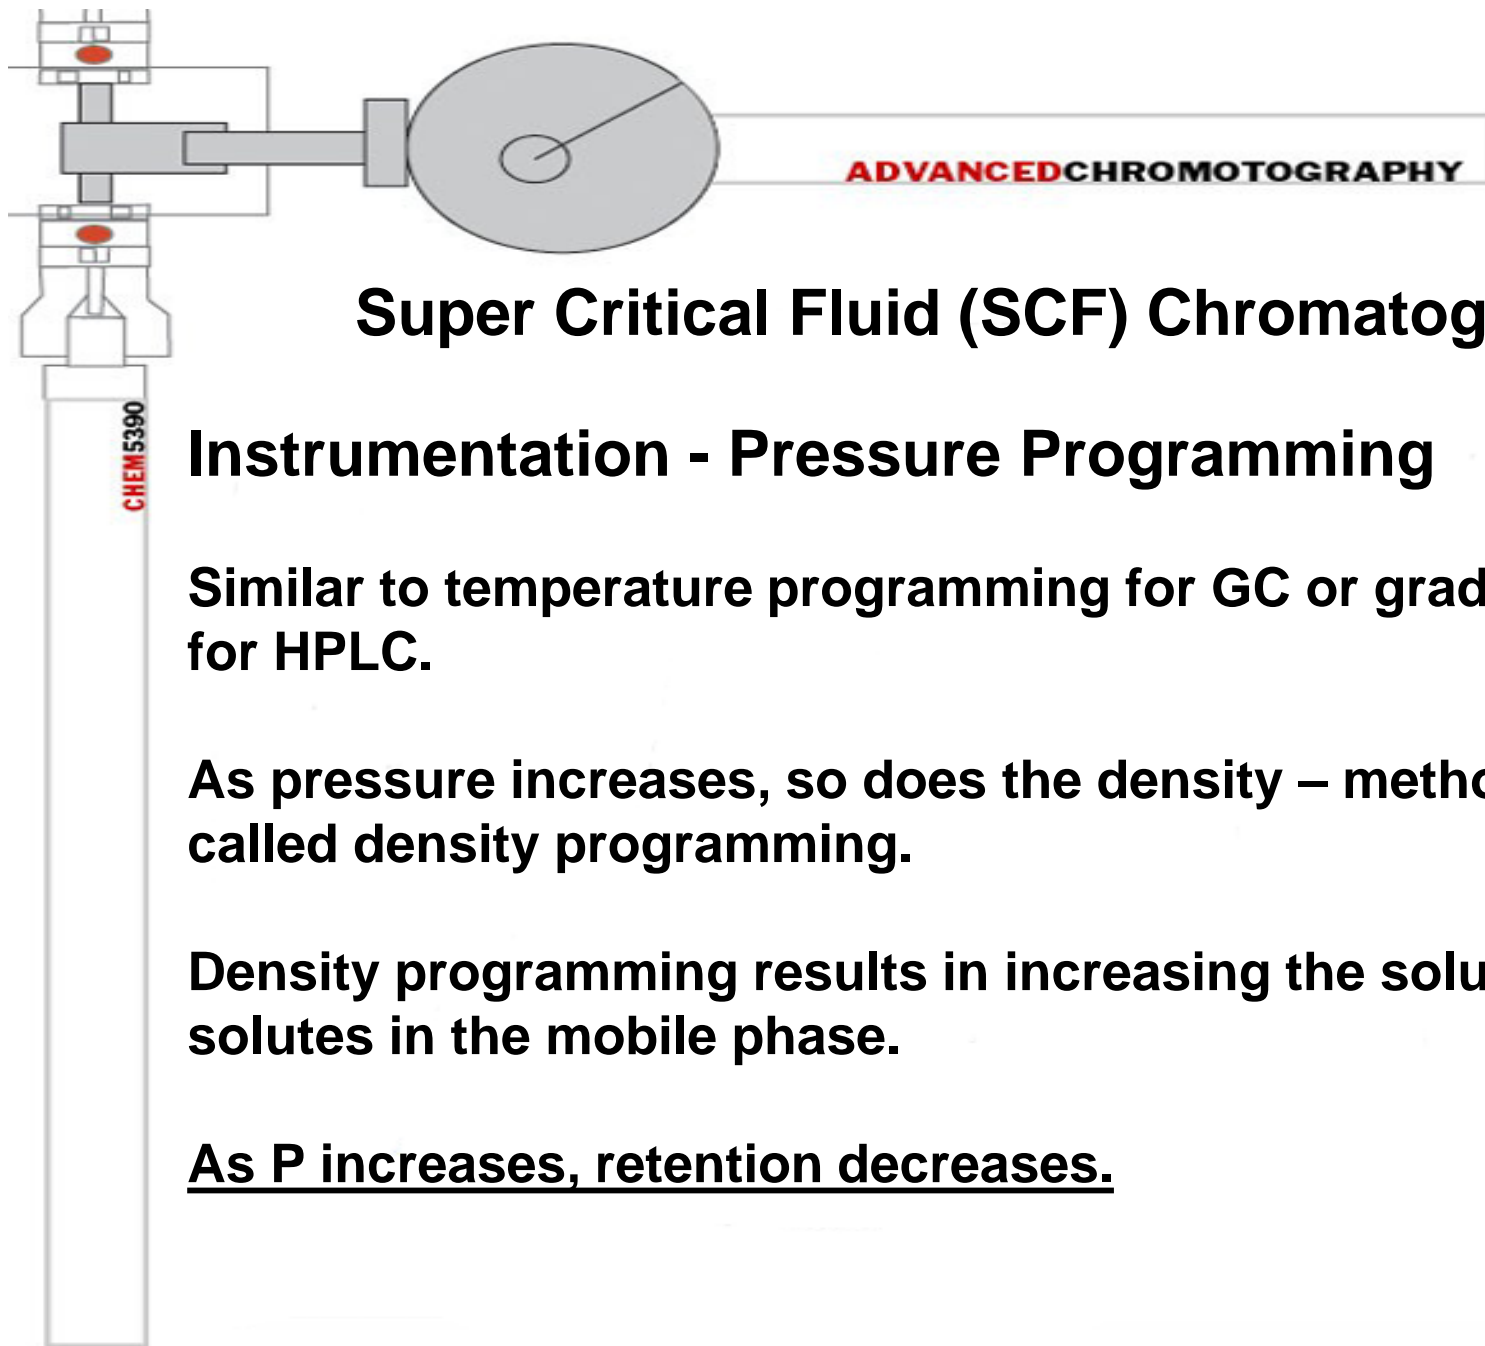 ADVANCEDCHROMOTOGRAPHY
Super Critical Fluid (SCF) Chromatog
CHEM5390
Instrumentation - Pressure Programming
Similar to temperature programming for GC or grad
for HPLC.
As pressure increases, so does the density – metho
called density programming.
Density programming results in increasing the solu
solutes in the mobile phase.
As P increases, retention decreases.